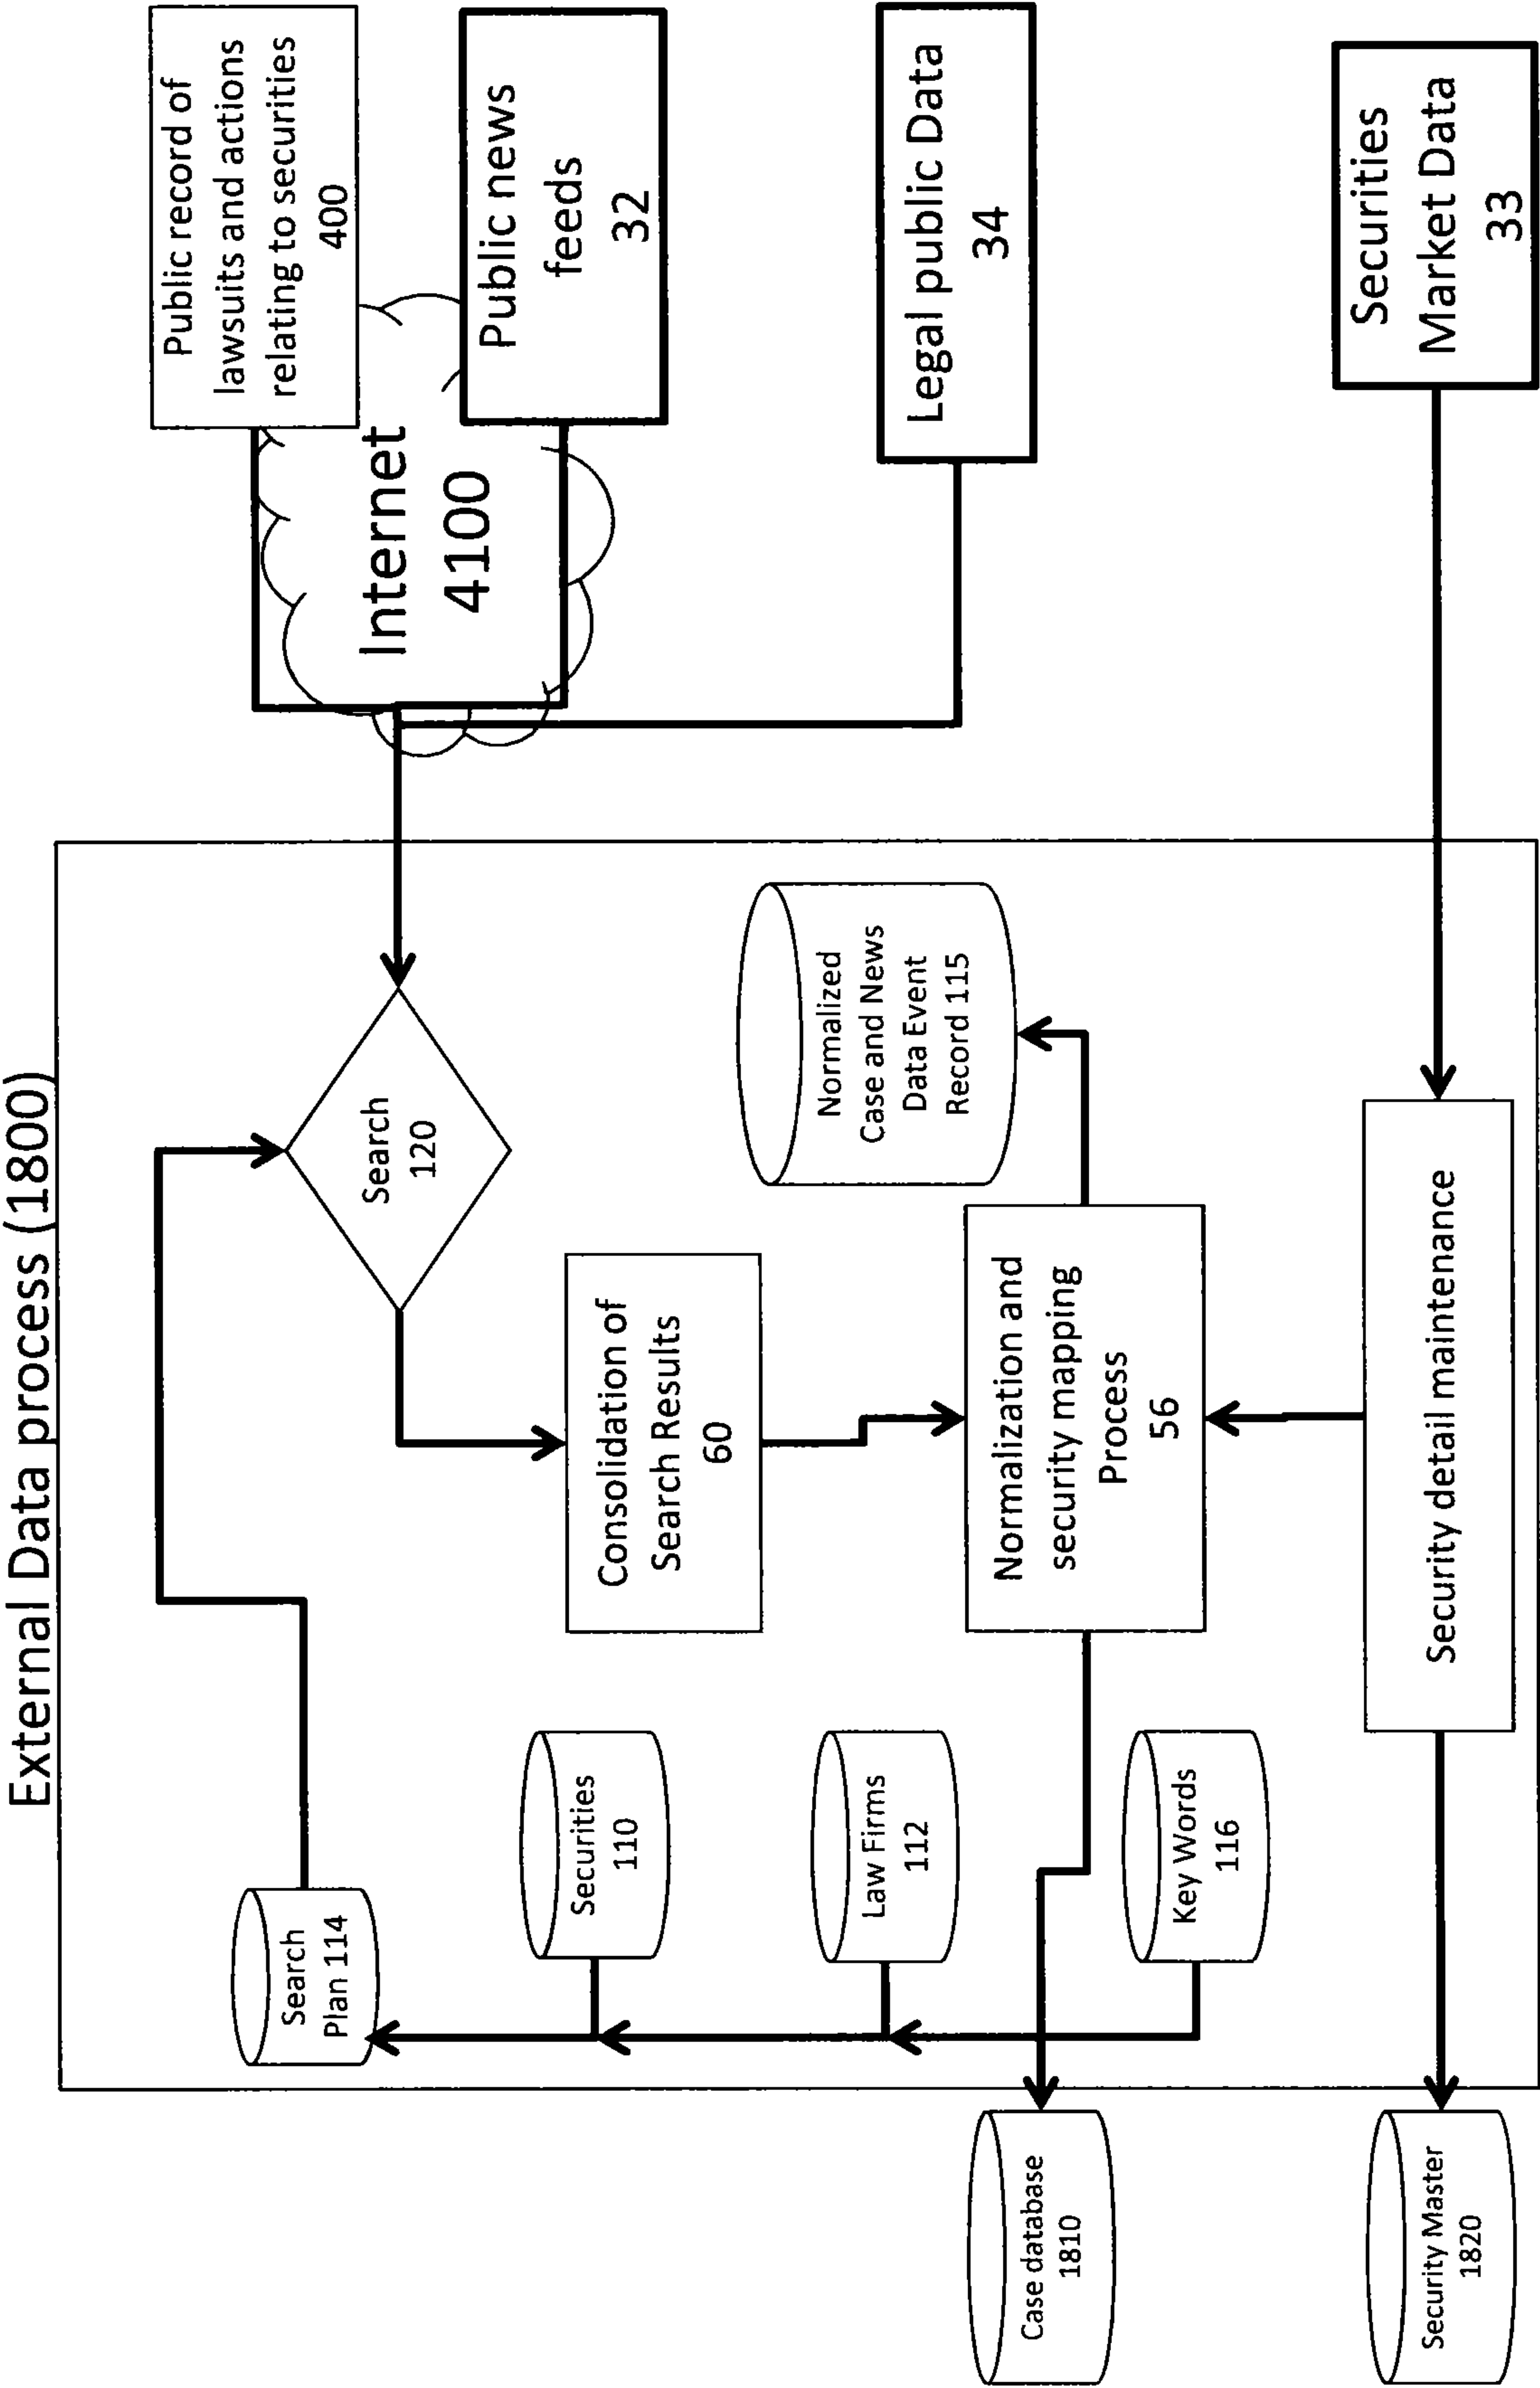 External Data process (1800)
Search
Plan 114
Securities
110
Law Firms
112
Key Words
116
Case database
1810
Security Master
1820
Search
120
Consolidation of
Search Results
60
Normalization and
security mapping
Process
56
Security detail maintenance
Normalized
Case and News
Data Event
Record 115
Internet
4100
Public record of
lawsuits and actions
relating to securities
400
Public news
feeds
32
Legal public Data
34
Securities
Market Data
33